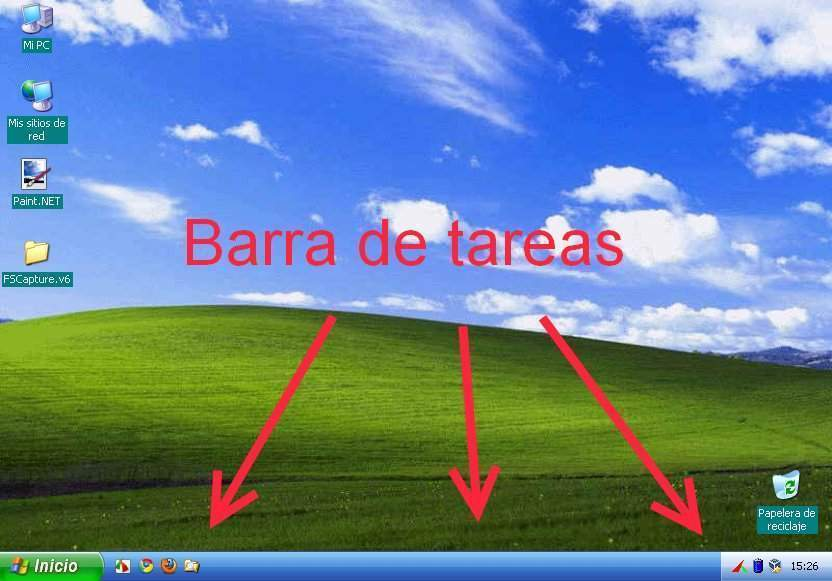 Mi PC
Mis sitios de
red
Paint.NET
FSCapture.v6
Barra de tareas
Papelera de
reciclaje
Inicio
15:26